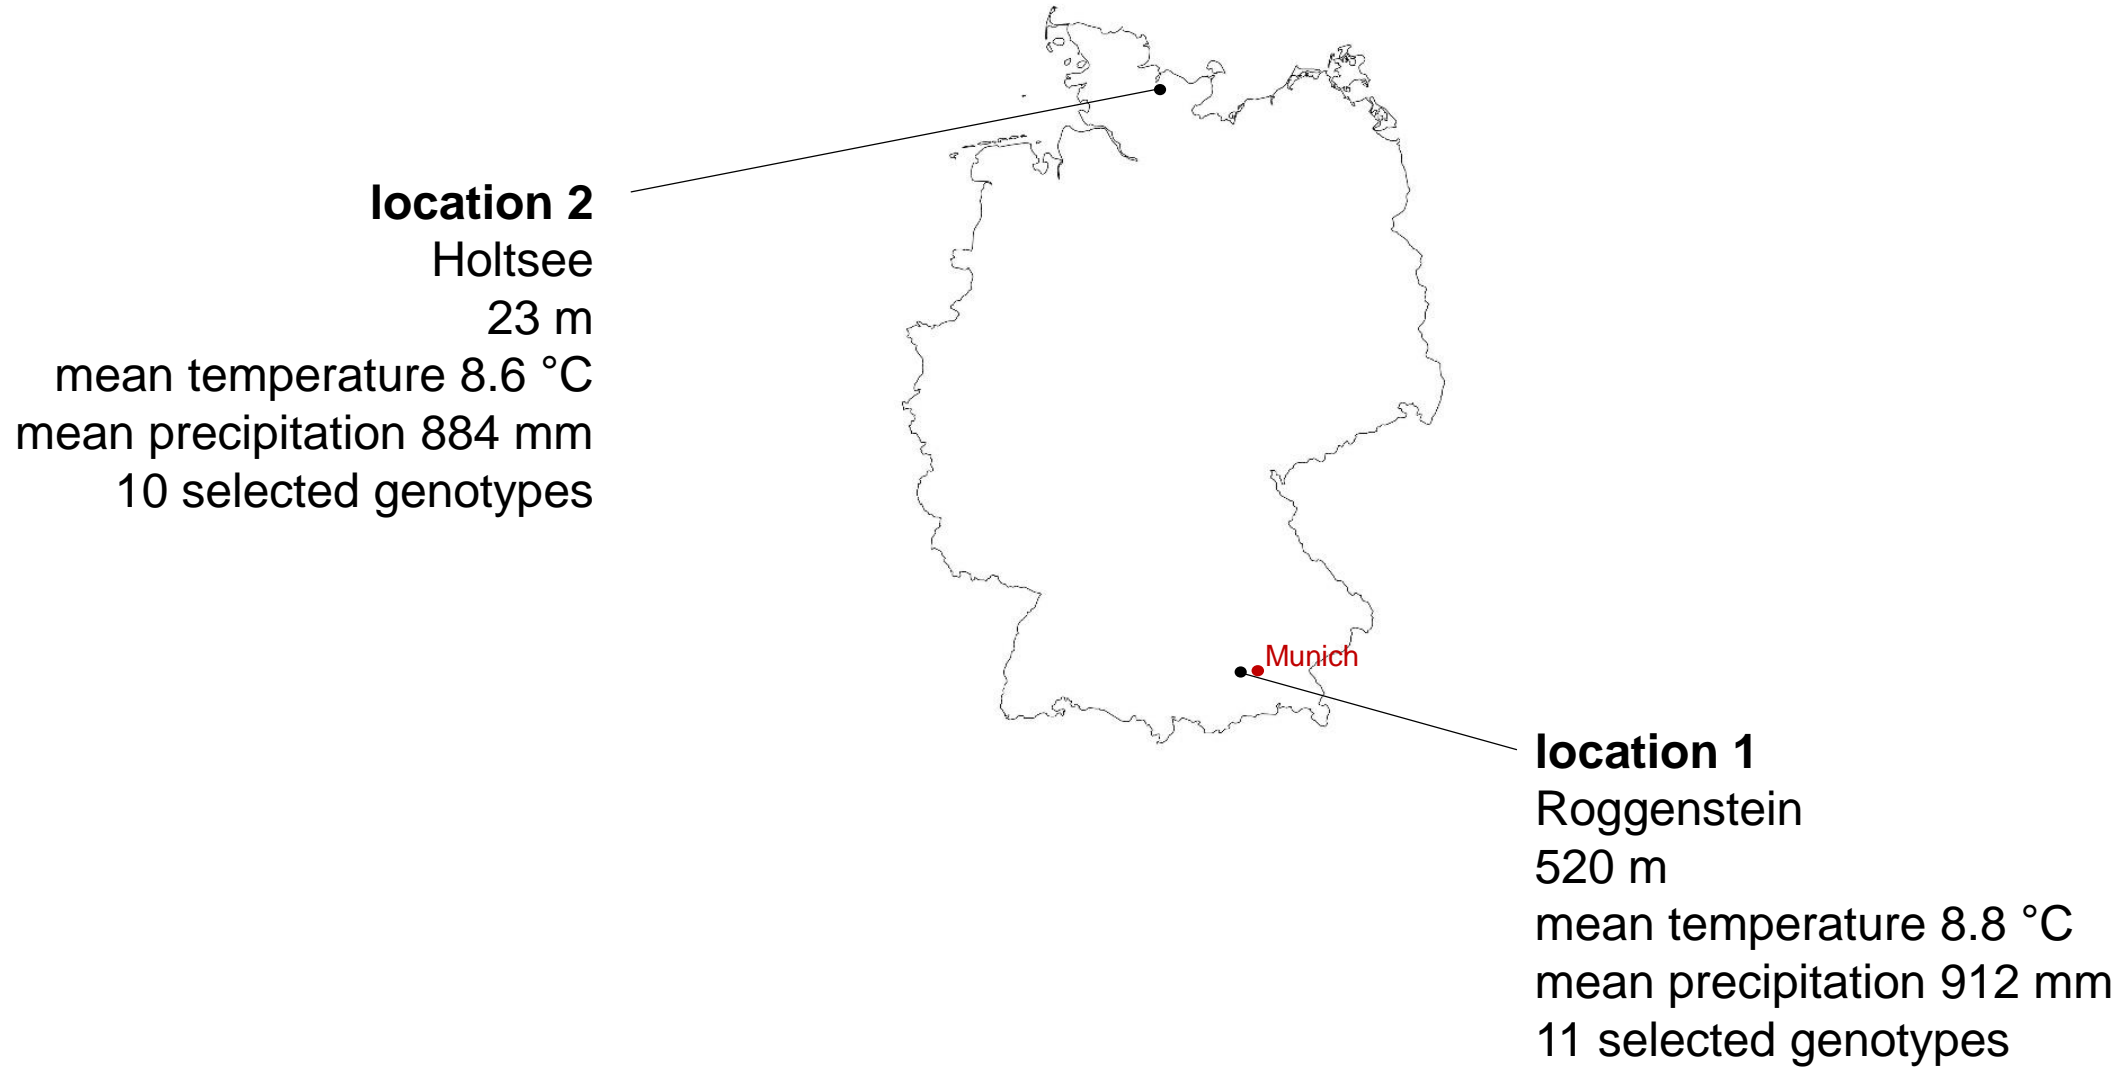 location 2
Holtsee
23 m
mean temperature 8.6 °C
mean precipitation 884 mm
10 selected genotypes
Munich
location 1
Roggenstein
520 m
mean temperature 8.8 °C
mean precipitation 912 mm
11 selected genotypes